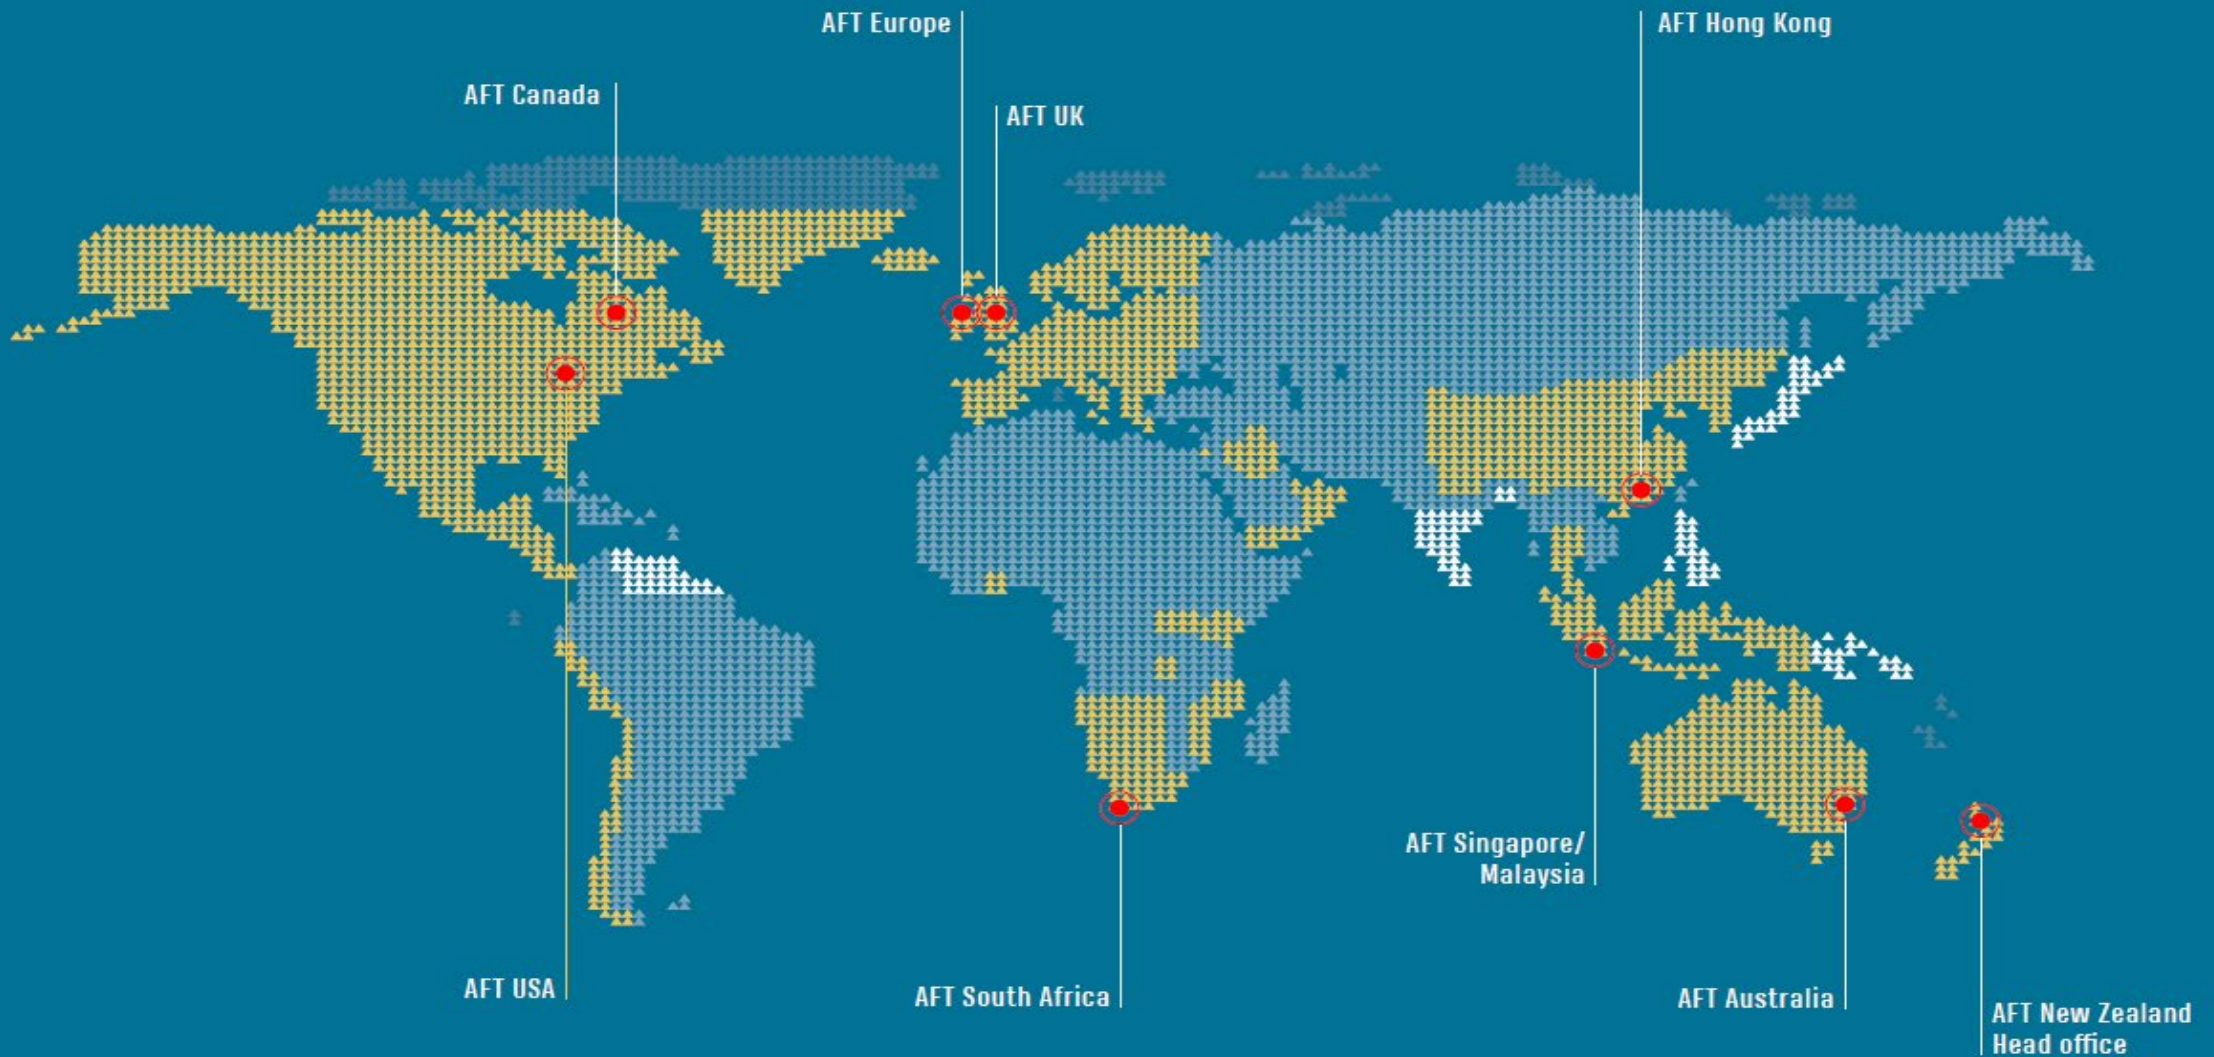 AFT Europe
AFT Hong Kong
AFT Canada
AFT UK
AFT Singapore/
Malaysia
AFT USA
AFT South Africa
AFT Australia
AFT New Zealand
Head office